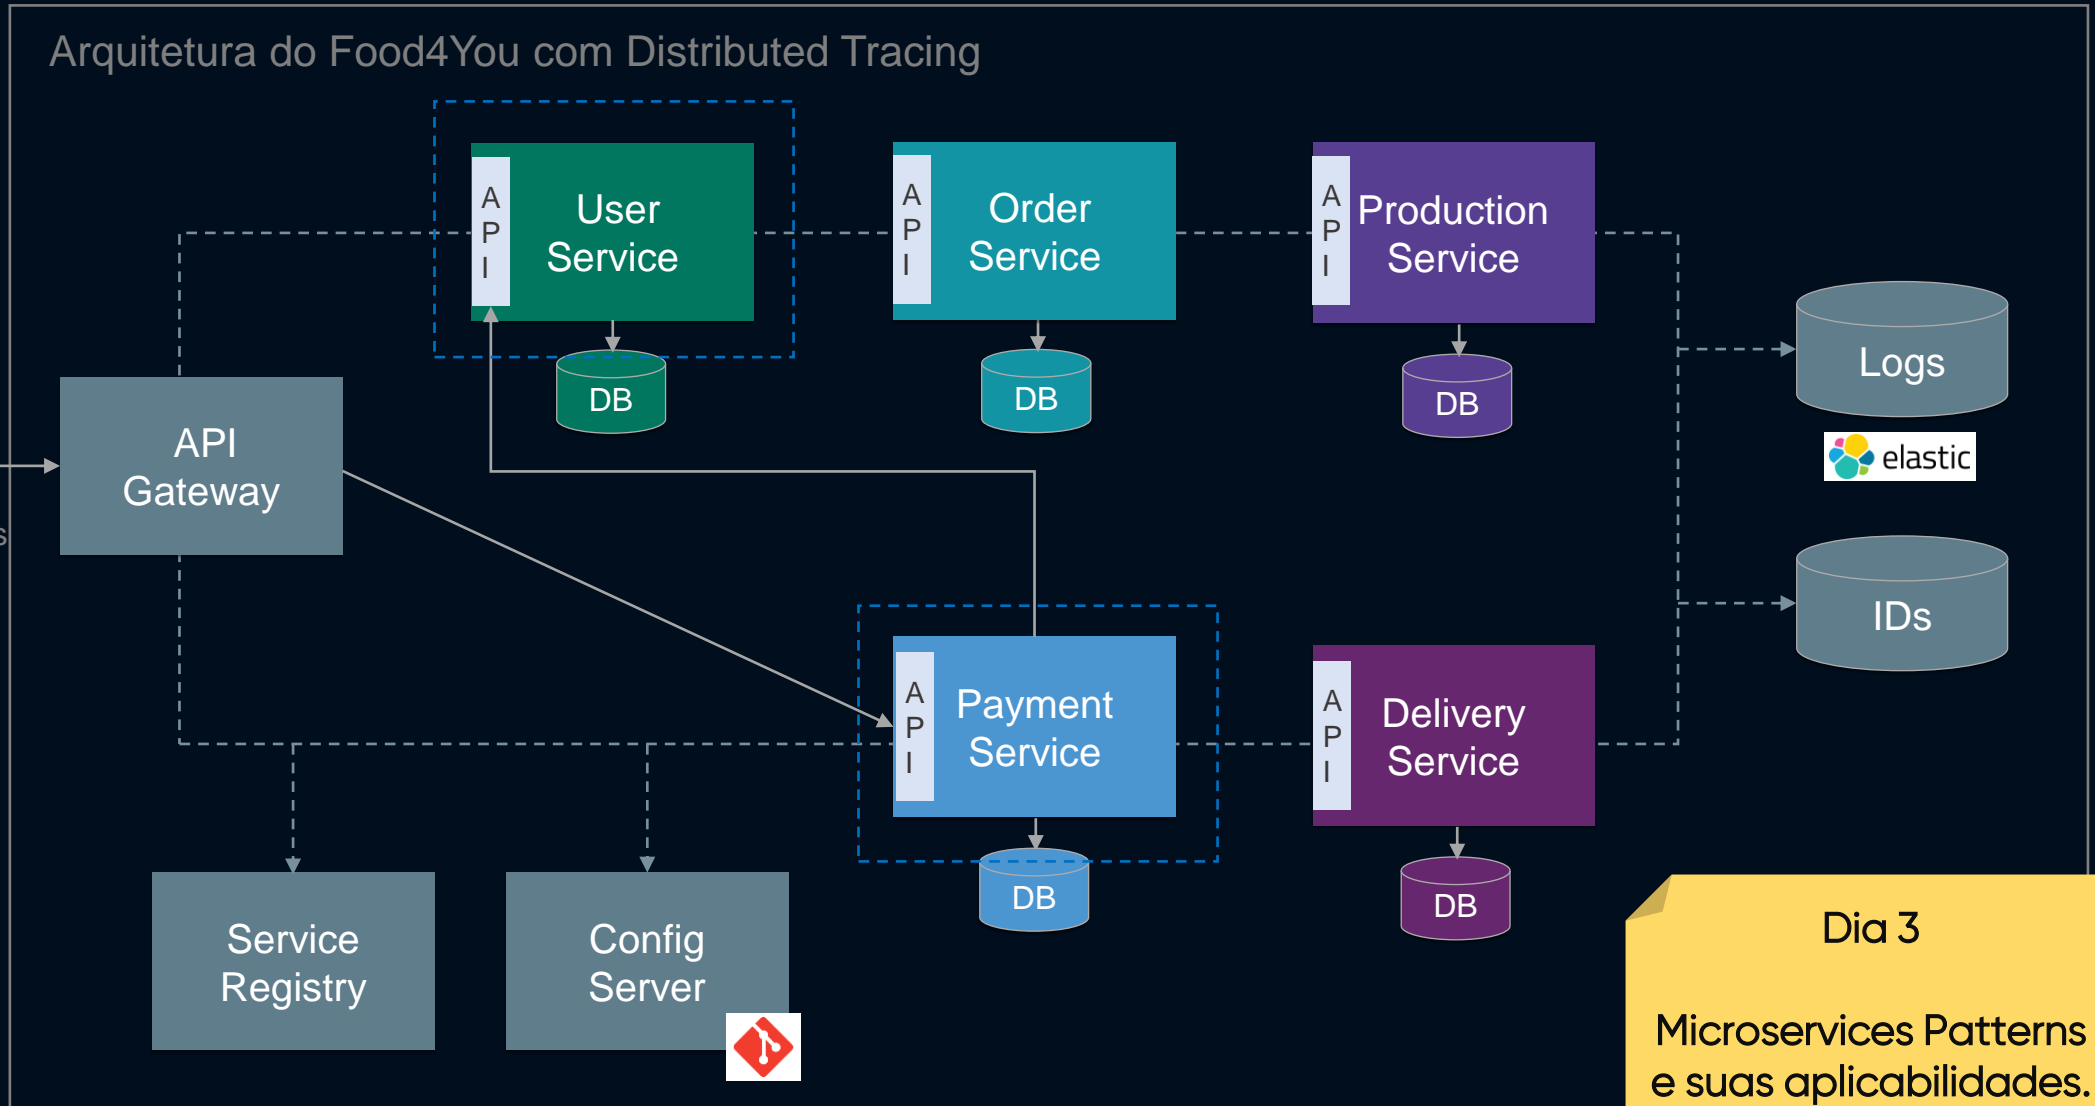 Arquitetura do Food4You com Distributed Tracing
A
P
I
User
Service
DB
A
P
I
Order
Service
DB
A
P
I
Production
Service
DB
Logs
elastic
API
Gateway
s
IDs
A
P
I
Payment
Service
DB
A
P
I
Delivery
Service
DB
Service
Registry
Config
Server
Dia 3
Microservices Patterns
e suas aplicabilidades.